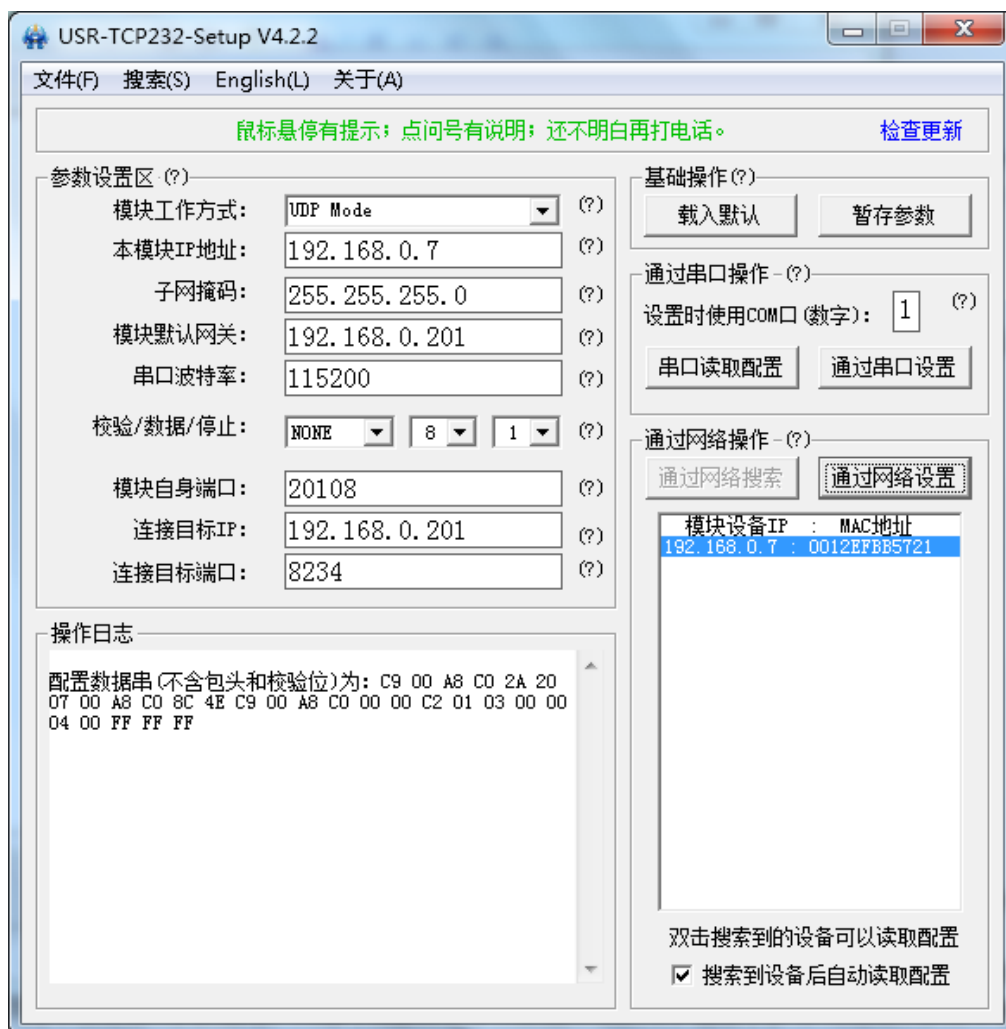 USR-TCP232-Setup V4.2.2
文件(F) 搜索(S) English(L) 关于(A)
鼠标悬停有提示；点问号有说明；还不明白再打电话。 检查更新
参数设置区 (?)
模块工作方式： UDP Mode (?)
本模块IP地址： 192.168.0.7 (?)
子网掩码： 255.255.255.0 (?)
模块默认网关： 192.168.0.201 (?)
串口波特率： 115200 (?)
校验/数据/停止： NONE 8 1 (?)
模块自身端口： 20108 (?)
连接目标IP： 192.168.0.201 (?)
连接目标端口： 8234 (?)
操作日志
配置数据串(不含包头和校验位)为：C9 00 A8 C0 2A 20
07 00 A8 C0 8C 4E C9 00 A8 C0 00 00 C2 01 03 00 00
04 00 FF FF FF
基础操作(?)
载入默认 暂存参数
通过串口操作-(?)
设置时使用COM口(数字)： 1 (?)
串口读取配置 通过串口设置
通过网络操作-(?)
通过网络搜索 通过网络设置
模块设备IP : MAC地址
192.168.0.7 : 0012EFBB5721
双击搜索到的设备可以读取配置
搜索到设备后自动读取配置